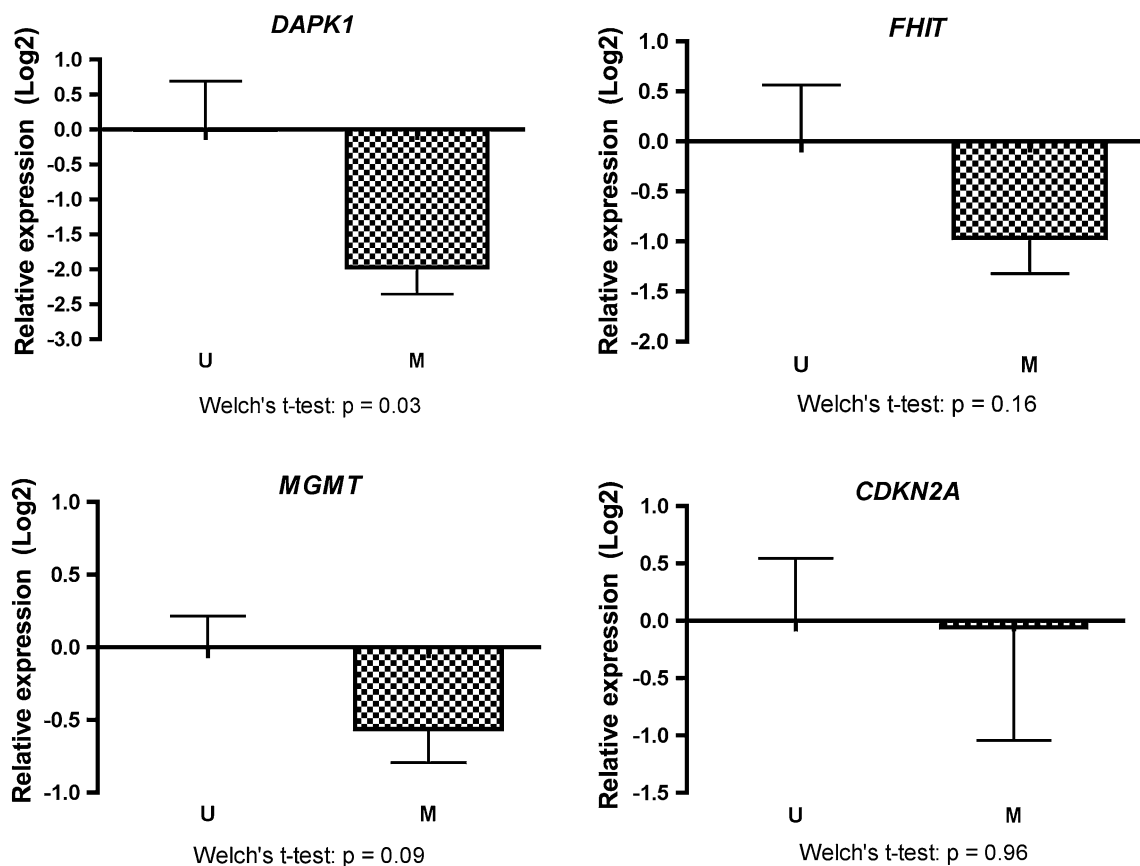 DAPK1
Relative expression (Log2)
1.0
0.5
0.0
-0.5
-1.0
-1.5
-2.0
-2.5
-3.0
U
M
Welch's t-test: p = 0.03
FHIT
Relative expression (Log2)
1.0
0.5
0.0
-0.5
-1.0
-1.5
-2.0
U
M
Welch's t-test: p = 0.16
MGMT
Relative expression (Log2)
1.0
0.5
0.0
-0.5
-1.0
U
M
Welch's t-test: p = 0.09
CDKN2A
Relative expression (Log2)
1.0
0.5
0.0
-0.5
-1.0
-1.5
U
M
Welch's t-test: p = 0.96